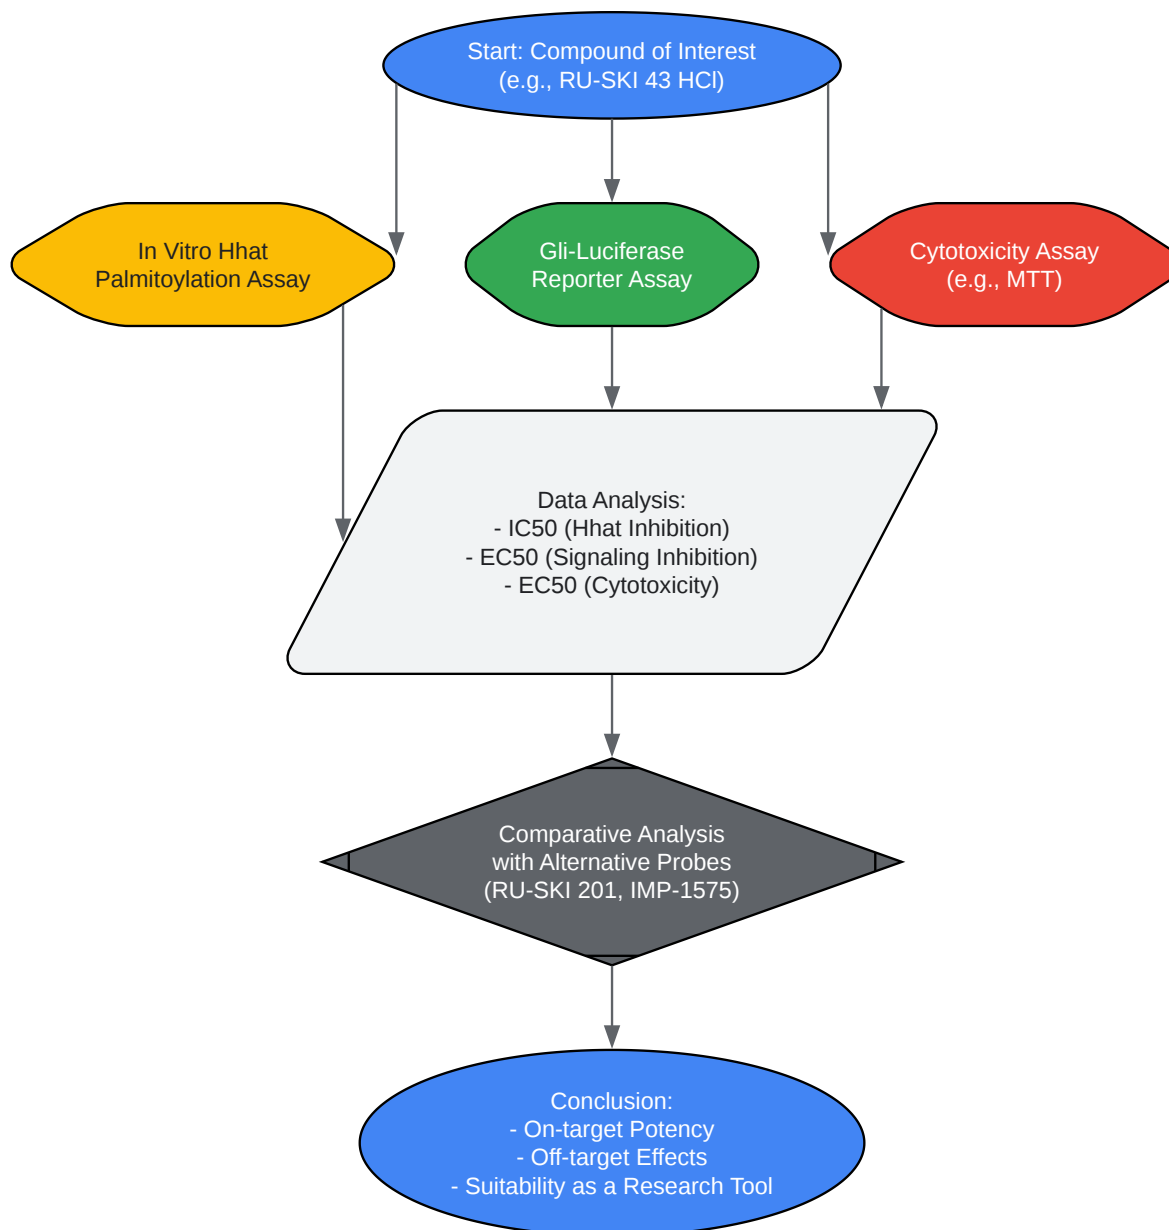 Start: Compound of Interest
(e.g., RU-SKI 43 HCl)
In Vitro Hhat
Palmitoylation Assay
Gli-Luciferase
Reporter Assay
Cytotoxicity Assay
(e.g., MTT)
Data Analysis:
- IC50 (Hhat Inhibition)
- EC50 (Signaling Inhibition)
- EC50 (Cytotoxicity)
Comparative Analysis
with Alternative Probes
(RU-SKI 201, IMP-1575)
Conclusion:
- On-target Potency
- Off-target Effects
- Suitability as a Research Tool